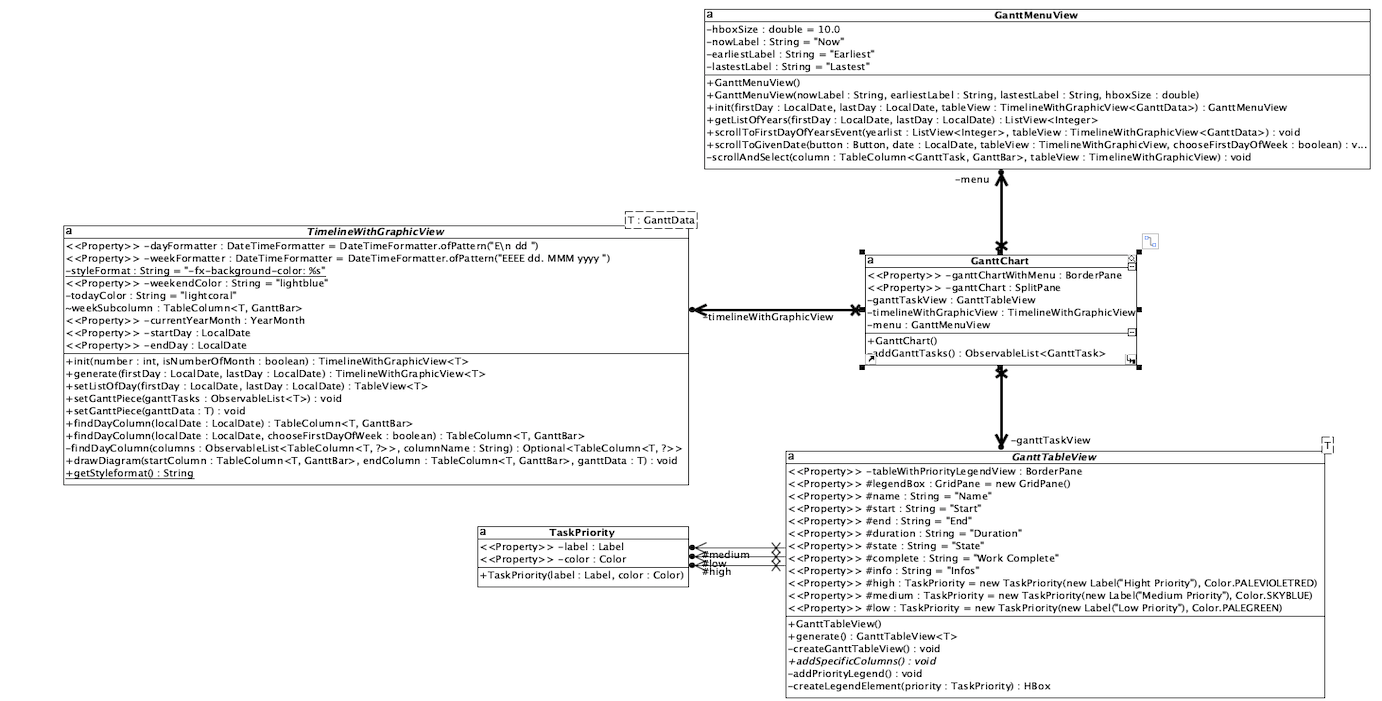 a
GanttMenuView
-hboxSize : double = 10.0
-nowLabel : String = "Now"
-earliestLabel : String = "Earliest"
-lastestLabel : String = "Lastest"
+GanttMenuView()
+GanttMenuView(nowLabel : String, earliestLabel : String, lastestLabel : String, hboxSize : double)
+init(firstDay : LocalDate, lastDay : LocalDate, tableView : TimelineWithGraphicView<GanttData>) : GanttMenuView
+getListOfYears(firstDay : LocalDate, lastDay : LocalDate) : ListView<Integer>
+scrollToFirstDayOfYearsEvent(yearlist : ListView<Integer>, tableView : TimelineWithGraphicView<GanttData>) : void
+scrollToGivenDate(button : Button, date : LocalDate, tableView : TimelineWithGraphicView, chooseFirstDayOfWeek : boolean) : v...
-scrollAndSelect(column : TableColumn<GanttTask, GanttBar>, tableView : TimelineWithGraphicView) : void
-menu
T : GanttData
a
TimelineWithGraphicView
<<Property>> -dayFormatter : DateTimeFormatter = DateTimeFormatter.ofPattern("E\n dd ")
<<Property>> -weekFormatter : DateTimeFormatter = DateTimeFormatter.ofPattern("EEEE dd. MMM yyyy ")
-styleFormat : String = "-fx-background-color: %s"
<<Property>> -weekendColor : String = "lightblue"
-todayColor : String = "lightcoral"
~weekSubcolumn : TableColumn<T, GanttBar>
<<Property>> -currentYearMonth : YearMonth
<<Property>> -startDay : LocalDate
<<Property>> -endDay : LocalDate
+init(number : int, isNumberOfMonth : boolean) : TimelineWithGraphicView<T>
+generate(firstDay : LocalDate, lastDay : LocalDate) : TimelineWithGraphicView<T>
+setListOfDay(firstDay : LocalDate, lastDay : LocalDate) : TableView<T>
+setGanttPiece(ganttTasks : ObservableList<T>) : void
+setGanttPiece(ganttData : T) : void
+findDayColumn(localDate : LocalDate) : TableColumn<T, GanttBar>
+findDayColumn(localDate : LocalDate, chooseFirstDayOfWeek : boolean) : TableColumn<T, GanttBar>
-findDayColumn(columns : ObservableList<TableColumn<T, ?>>, columnName : String) : Optional<TableColumn<T, ?>>
+drawDiagram(startColumn : TableColumn<T, GanttBar>, endColumn : TableColumn<T, GanttBar>, ganttData : T) : void
+getStyleformat() : String
-timelineWithGraphicView
a
GanttChart
<<Property>> -ganttChartWithMenu : BorderPane
<<Property>> -ganttChart : SplitPane
-ganttTaskView : GanttTableView
-timelineWithGraphicView : TimelineWithGraphicView
-menu : GanttMenuView
+GanttChart()
-addGanttTasks() : ObservableList<GanttTask>
-ganttTaskView
T
a
GanttTableView
<<Property>> -tableWithPriorityLegendView : BorderPane
<<Property>> #legendBox : GridPane = new GridPane()
<<Property>> #name : String = "Name"
<<Property>> #start : String = "Start"
<<Property>> #end : String = "End"
<<Property>> #duration : String = "Duration"
<<Property>> #state : String = "State"
<<Property>> #complete : String = "Work Complete"
<<Property>> #info : String = "Infos"
<<Property>> #high : TaskPriority = new TaskPriority(new Label("Hight Priority"), Color.PALEVIOLETRED)
<<Property>> #medium : TaskPriority = new TaskPriority(new Label("Medium Priority"), Color.SKYBLUE)
<<Property>> #low : TaskPriority = new TaskPriority(new Label("Low Priority"), Color.PALEGREEN)
+GanttTableView()
+generate() : GanttTableView<T>
-createGanttTableView() : void
+addSpecificColumns() : void
-addPriorityLegend() : void
-createLegendElement(priority : TaskPriority) : HBox
a
TaskPriority
<<Property>> -label : Label
<<Property>> -color : Color
+TaskPriority(label : Label, color : Color)
#medium
#low
#high